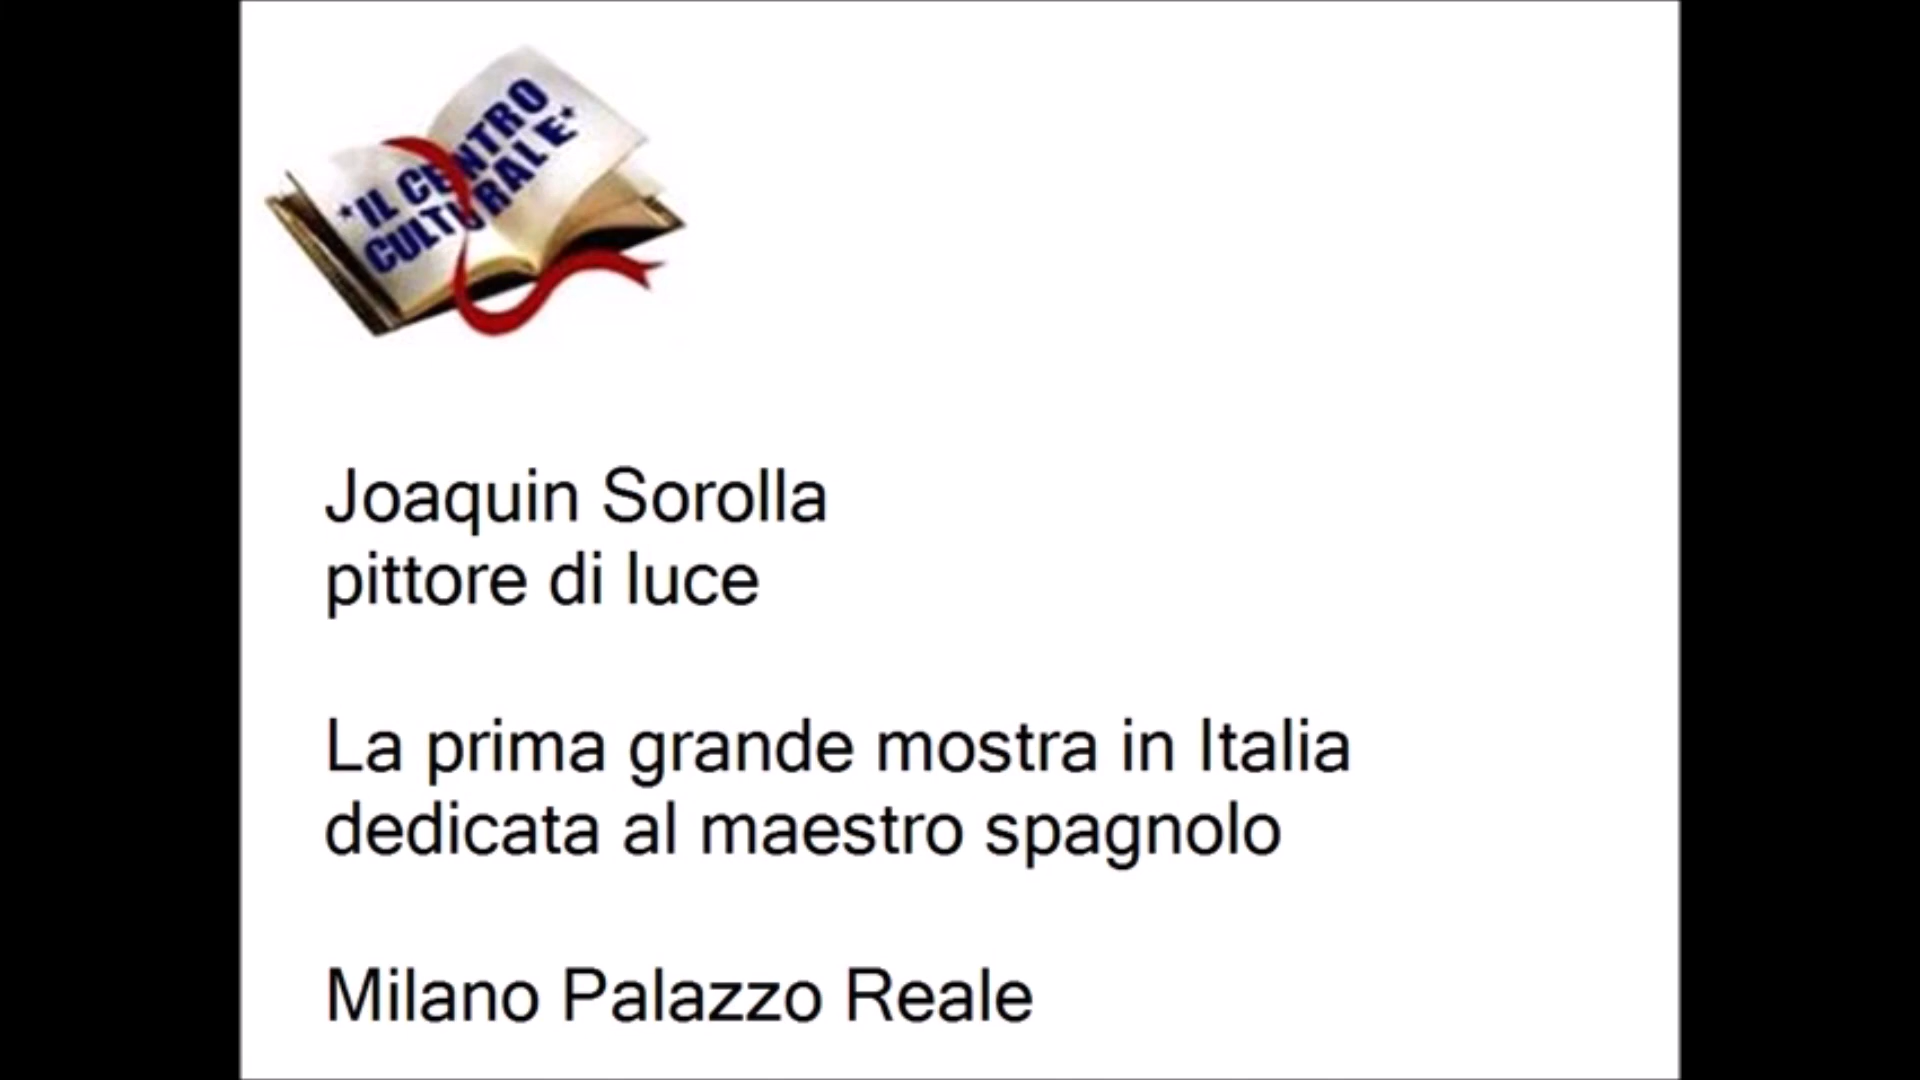 *IL CENTRO
CULTURALE*
Joaquin Sorolla
pittore di luce
La prima grande mostra in Italia
dedicata al maestro spagnolo
Milano Palazzo Reale